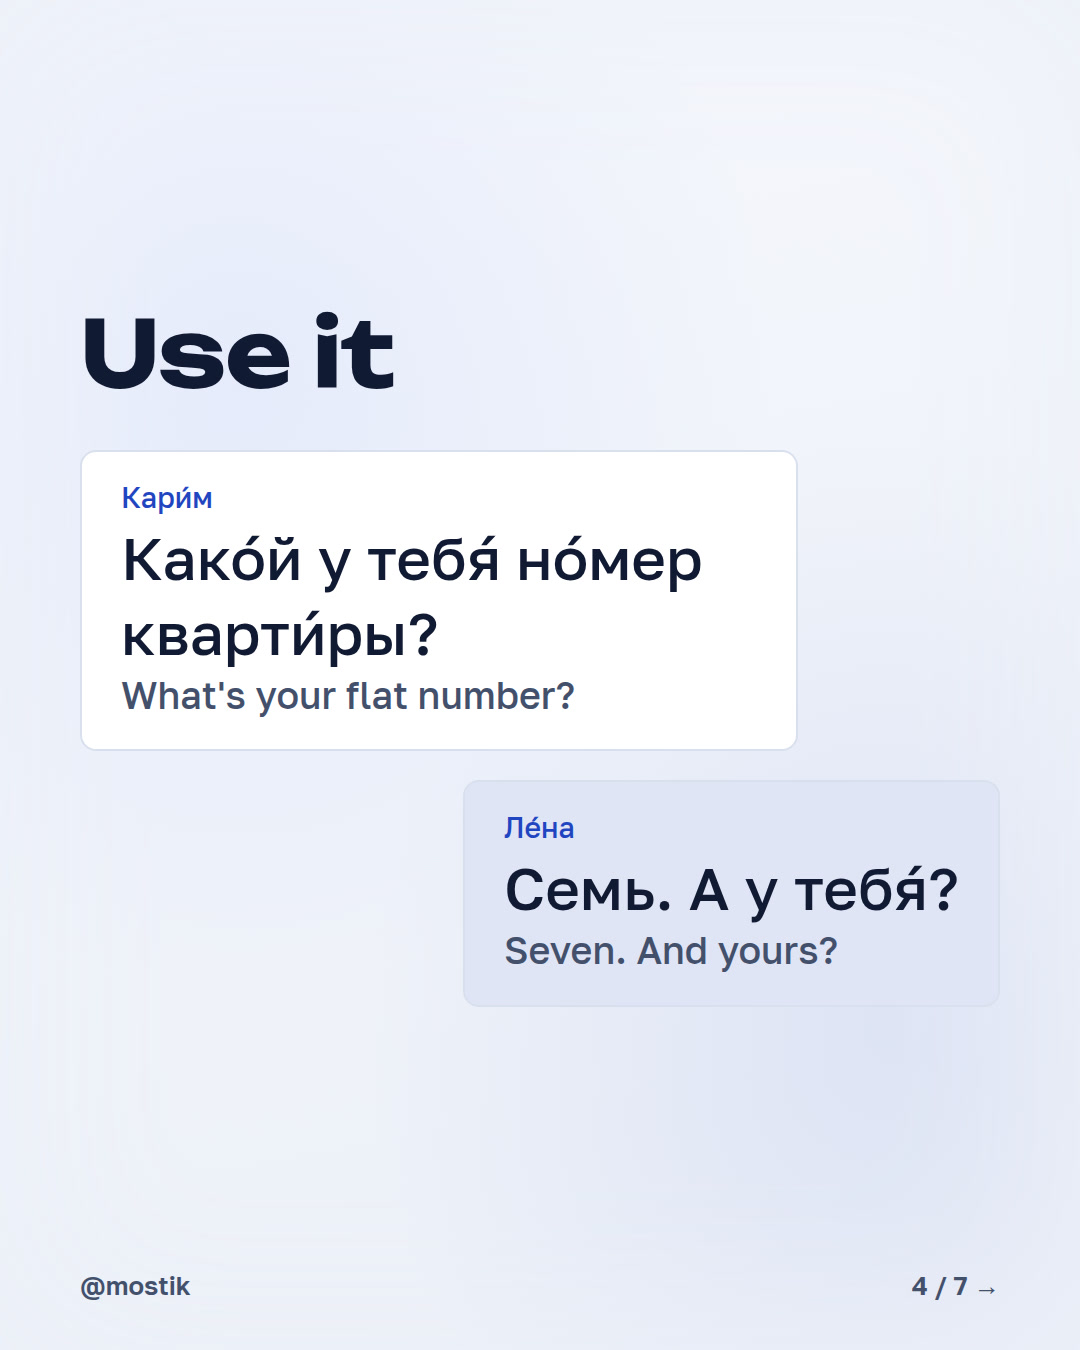 Use it
Кари́м
Како́й у тебя́ но́мер
кварти́ры?
What's your flat number?
Ле́на
Семь. А у тебя́?
Seven. And yours?
@mostik
4 / 7 →